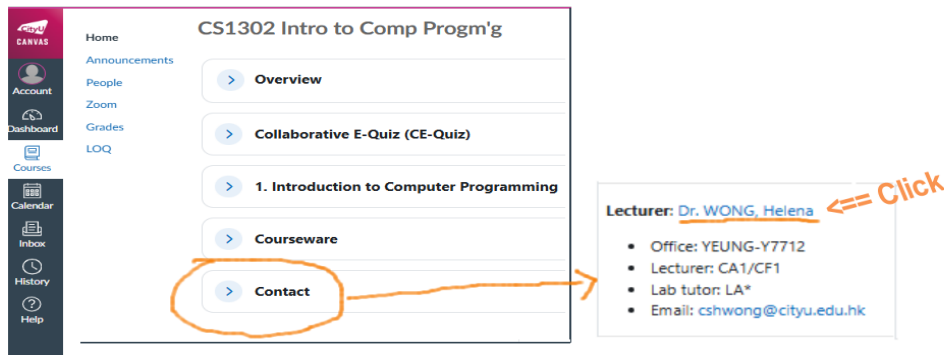 CityU
CANVAS
Account
Dashboard
Courses
Calendar
Inbox
History
Help
Home
Announcements
People
Zoom
Grades
LOQ
CS1302 Intro to Comp Progm'g
Overview
Collaborative E-Quiz (CE-Quiz)
1. Introduction to Computer Programming
Courseware
Contact
Lecturer: Dr. WONG, Helena <== Click
• Office: YEUNG-Y7712
• Lecturer: CA1/CF1
• Lab tutor: LA*
• Email: cshwong@cityu.edu.hk